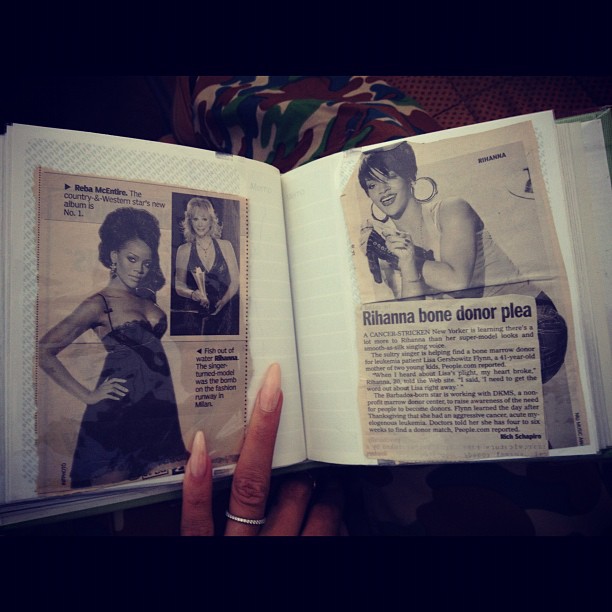 ▶ Reba McEntire. The
country-&-Western star's new
album is
No. 1.
◀ Fish out of
water Rihanna.
The singer-
turned-model
was the bomb
on the fashion
runway in
Milan.
AP PHOTO
RIHANNA
Rihanna bone donor plea
A CANCER-STRICKEN New Yorker is learning there's a
lot more to Rihanna than her super-model looks and
smooth-as-silk singing voice.
The sultry singer is helping find a bone marrow donor
for leukemia patient Lisa Gershowitz Flynn, a 41-year-old
mother of two young kids, People.com reported.
"When I heard about Lisa's plight, my heart broke,"
Rihanna, 20, told the Web site. "I said, 'I need to get the
word out about Lisa right away.'"
The Barbados-born star is working with DKMS, a non-
profit marrow donor center, to raise awareness of the need
for people to become donors. Flynn learned the day after
Thanksgiving that she had an aggressive cancer, acute my-
elogenous leukemia. Doctors told her she has four to six
weeks to find a donor match, People.com reported.
Rich Schapiro